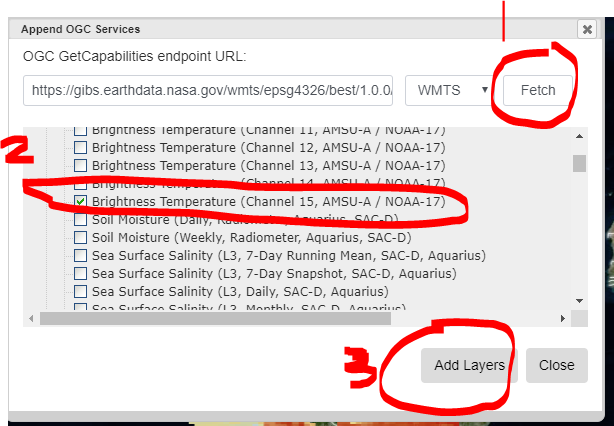 Append OGC Services
OGC GetCapabilities endpoint URL:
https://gibs.earthdata.nasa.gov/wmts/epsg4326/best/1.0.0/ WMTS Fetch
2
Brightness Temperature (Channel 11, AMSU-A / NOAA-17)
Brightness Temperature (Channel 12, AMSU-A / NOAA-17)
Brightness Temperature (Channel 13, AMSU-A / NOAA-17)
Brightness Temperature (Channel 14, AMSU-A / NOAA-17)
Brightness Temperature (Channel 15, AMSU-A / NOAA-17)
Soil Moisture (Daily, Radiometer, Aquarius, SAC-D)
Soil Moisture (Weekly, Radiometer, Aquarius, SAC-D)
Sea Surface Salinity (L3, 7-Day Running Mean, SAC-D, Aquarius)
Sea Surface Salinity (L3, 7-Day Snapshot, SAC-D, Aquarius)
Sea Surface Salinity (L3, Daily, SAC-D, Aquarius)
Sea Surface Salinity (L3, Monthly, SAC-D, Aquarius)
3
Add Layers Close